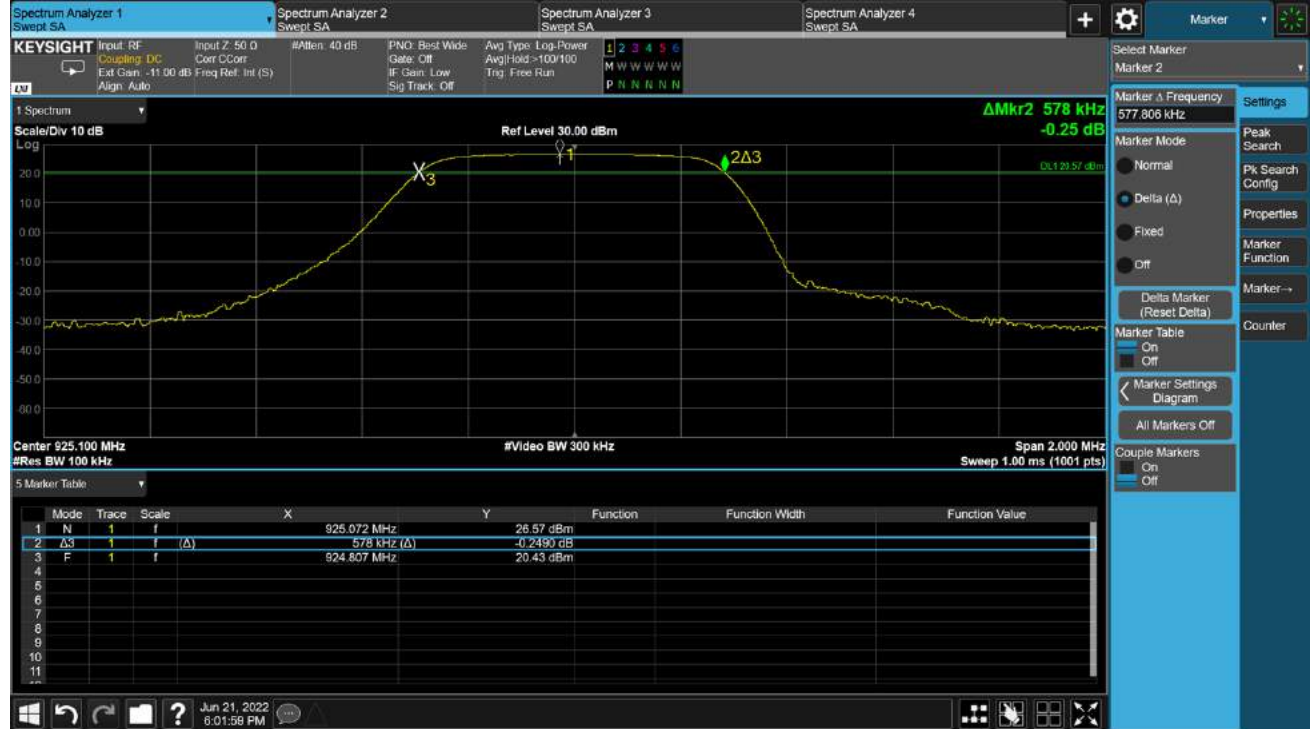 Spectrum Analyzer 1
Swept SA
Spectrum Analyzer 2
Swept SA
Spectrum Analyzer 3
Swept SA
Spectrum Analyzer 4
Swept SA
+
Marker
KEYSIGHT
Input: RF
Coupling: DC
Ext Gain: -11.00 dB
Align: Auto
Input Z: 50 Ω
Corr CCorr
Freq Ref: Int (S)
#Atten: 40 dB
PNO: Best Wide
Gate: Off
IF Gain: Low
Sig Track: Off
Avg Type: Log-Power
Avg|Hold:>100/100
Trig: Free Run
1 2 3 4 5 6
M W W W W W
P N N N N N
LXI
Select Marker
Marker 2
1 Spectrum
Scale/Div 10 dB
Log
Ref Level 30.00 dBm
ΔMkr2 578 kHz
-0.25 dB
1
2Δ3
3
DL1 20.57 dBm
20.0
10.0
0.00
-10.0
-20.0
-30.0
-40.0
-50.0
-60.0
Center 925.100 MHz
#Res BW 100 kHz
#Video BW 300 kHz
Span 2.000 MHz
Sweep 1.00 ms (1001 pts)
5 Marker Table
Mode Trace Scale X Y Function Function Width Function Value
1 N 1 f 925.072 MHz 26.57 dBm
2 Δ3 1 f (Δ) 578 kHz (Δ) -0.2490 dB
3 F 1 f 924.807 MHz 20.43 dBm
4
5
6
7
8
9
10
11
Marker Δ Frequency
577.806 kHz
Marker Mode
Normal
Delta (Δ)
Fixed
Off
Delta Marker
(Reset Delta)
Marker Table
On
Off
Marker Settings
Diagram
All Markers Off
Couple Markers
On
Off
Settings
Peak
Search
Pk Search
Config
Properties
Marker
Function
Marker→
Counter
?
Jun 21, 2022
6:01:58 PM